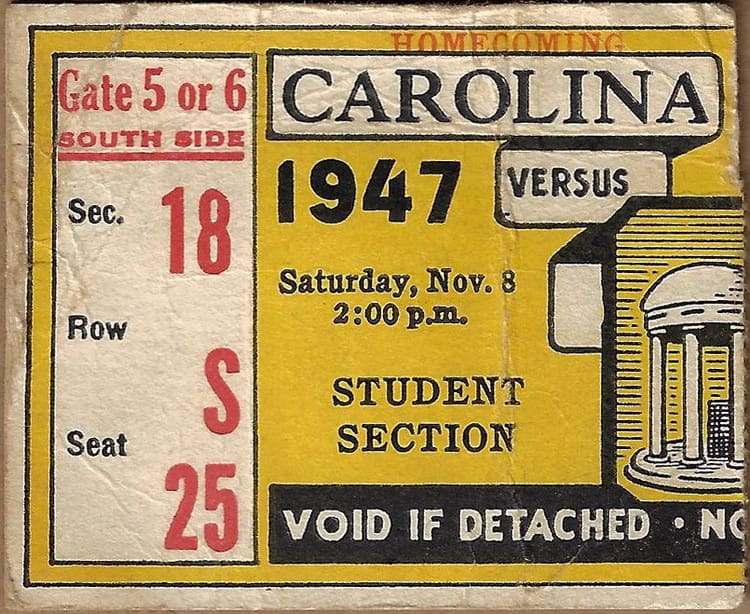 HOMECOMING
Gate 5 or 6
SOUTH SIDE
Sec. 18
Row S
Seat 25
CAROLINA
VERSUS
1947
Saturday, Nov. 8
2:00 p.m.
STUDENT
SECTION
VOID IF DETACHED ·